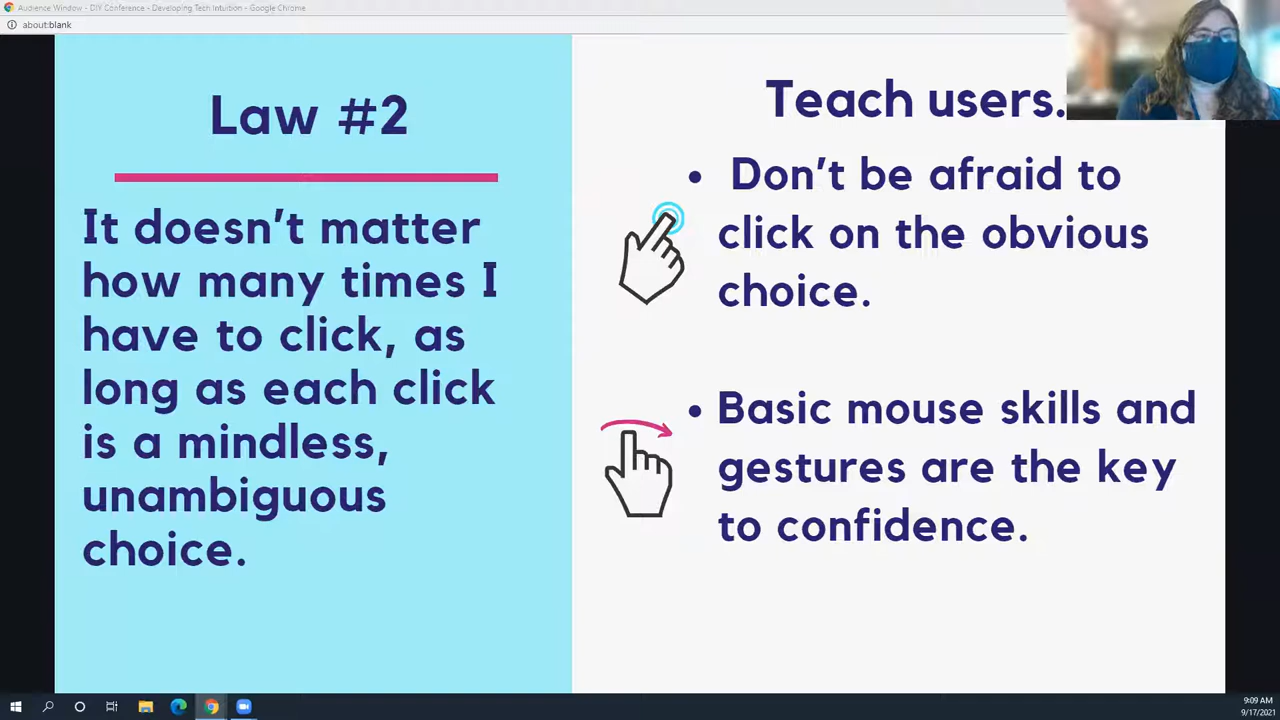 Audience Window - DIY Conference - Developing Tech Intuition - Google Chrome
about:blank
Law #2
It doesn't matter
how many times I
have to click, as
long as each click
is a mindless,
unambiguous
choice.
Teach users.
• Don't be afraid to
click on the obvious
choice.
• Basic mouse skills and
gestures are the key
to confidence.
9:09 AM
9/17/2021